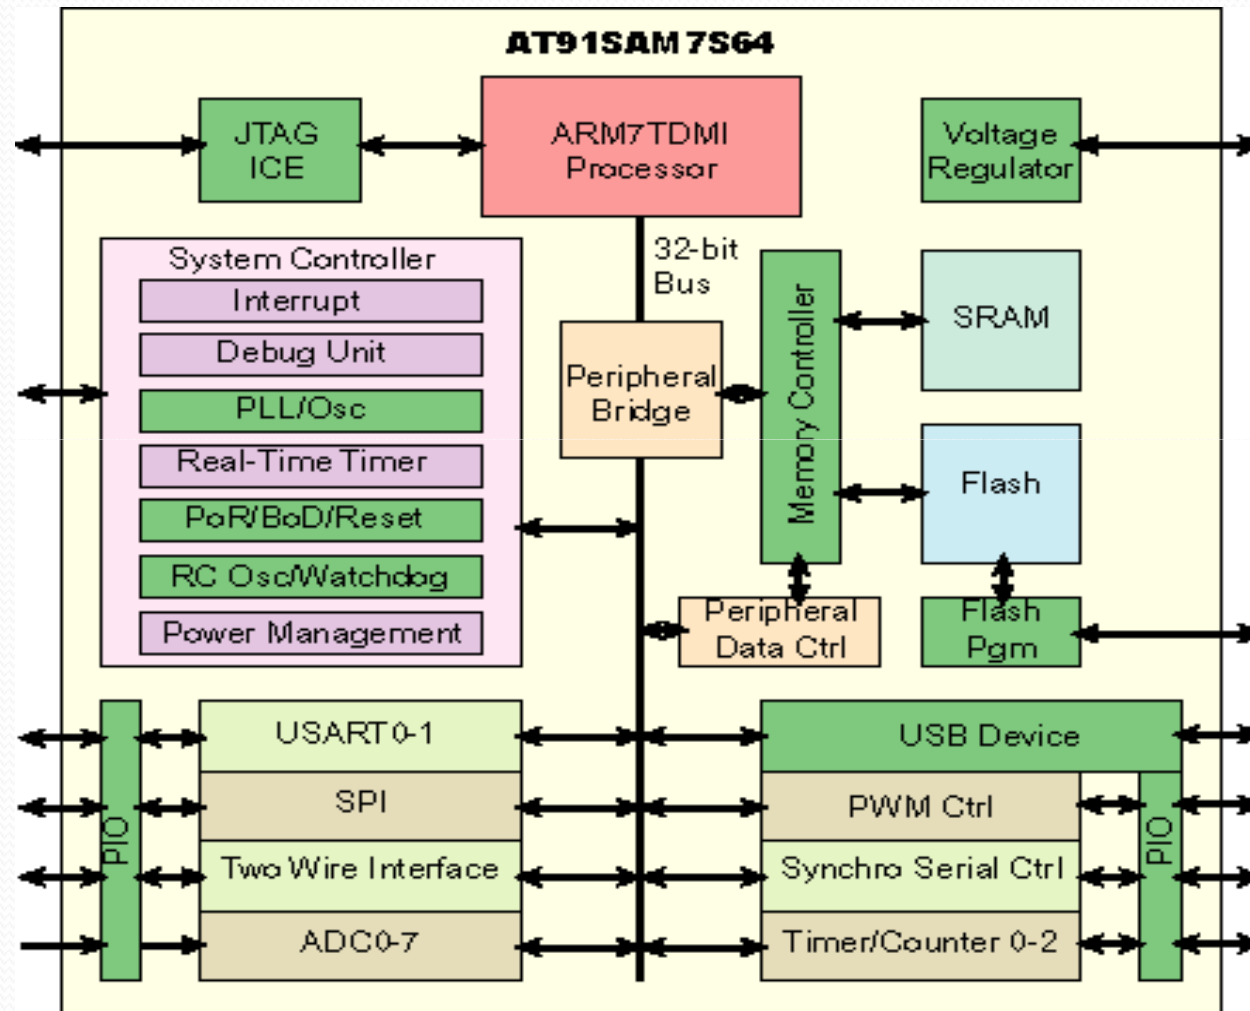 AT91SAM7S64
JTAG
ICE
ARM7TDMI
Processor
Voltage
Regulator
32-bit
Bus
System Controller
Interrupt
Debug Unit
PLL/Osc
Real-Time Timer
PoR/BoD/Reset
RC Osc/Watchdog
Power Management
Peripheral
Bridge
Memory Controller
SRAM
Flash
Peripheral
Data Ctrl
Flash
Pgm
PIO
USART0-1
SPI
Two Wire Interface
ADC0-7
USB Device
PWM Ctrl
Synchro Serial Ctrl
Timer/Counter 0-2
PIO